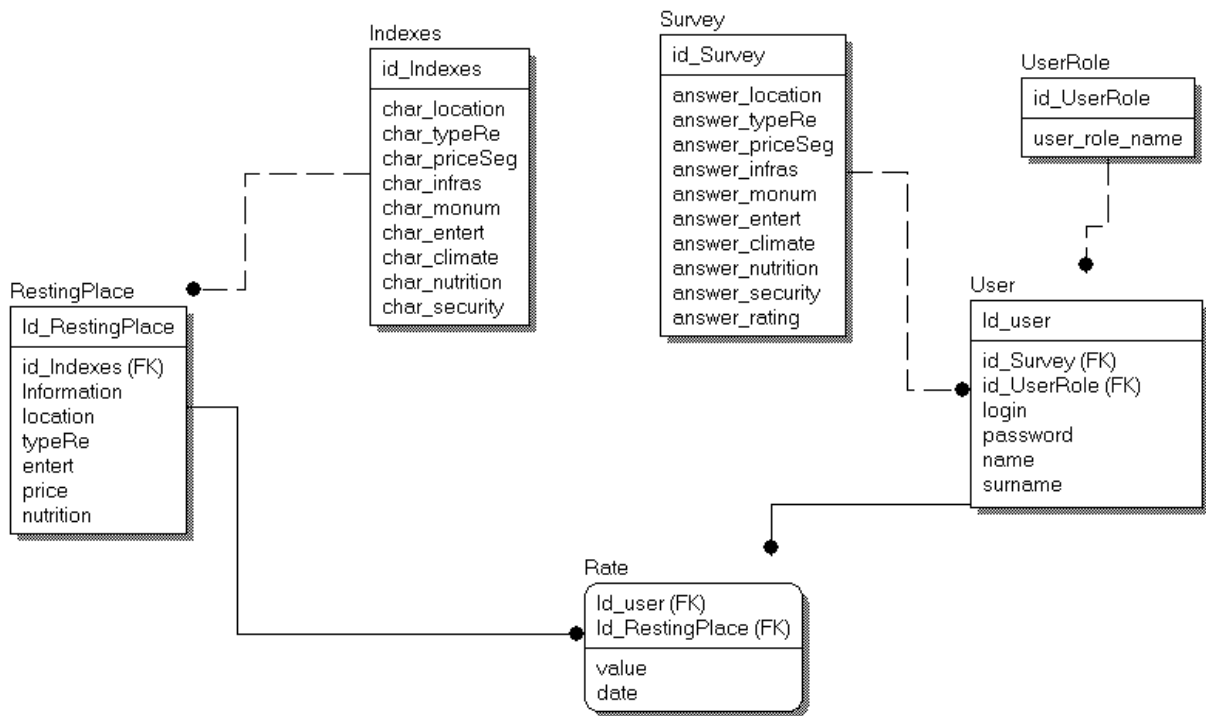 Indexes
id_Indexes
char_location
char_typeRe
char_priceSeg
char_infras
char_monum
char_entert
char_climate
char_nutrition
char_security
Survey
id_Survey
answer_location
answer_typeRe
answer_priceSeg
answer_infras
answer_monum
answer_entert
answer_climate
answer_nutrition
answer_security
answer_rating
UserRole
id_UserRole
user_role_name
RestingPlace
Id_RestingPlace
id_Indexes (FK)
Information
location
typeRe
entert
price
nutrition
User
Id_user
id_Survey (FK)
id_UserRole (FK)
login
password
name
surname
Rate
Id_user (FK)
Id_RestingPlace (FK)
value
date